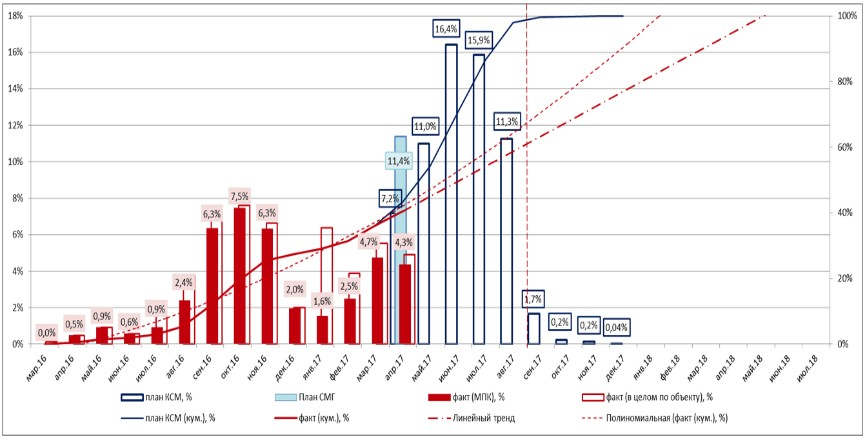 18% 100%
16,4%
16% 15,9%
14% 80%
12%
11,0% 11,3%
11,4% 60%
10%
8% 7,5% 7,2%
40%
6,3% 6,3%
6%
4,7% 4,3%
4%
2,4% 2,5% 20%
2,0% 1,6% 1,7%
2%
0,0% 0,5% 0,9% 0,6% 0,9% 0,2% 0,2% 0,04%
0% 0%
мар.16 апр.16 май.16 июн.16 июл.16 авг.16 сен.16 окт.16 ноя.16 дек.16 янв.17 фев.17 мар.17 апр.17 май.17 июн.17 июл.17 авг.17 сен.17 окт.17 ноя.17 дек.17 янв.18 фев.18 мар.18 апр.18 май.18 июн.18 июл.18
план КСМ, % План СМГ факт (МПК), % факт (в целом по объекту), %
план КСМ (кум.), % факт (кум.), % Линейный тренд Полиномиальная (факт (кум.), %)